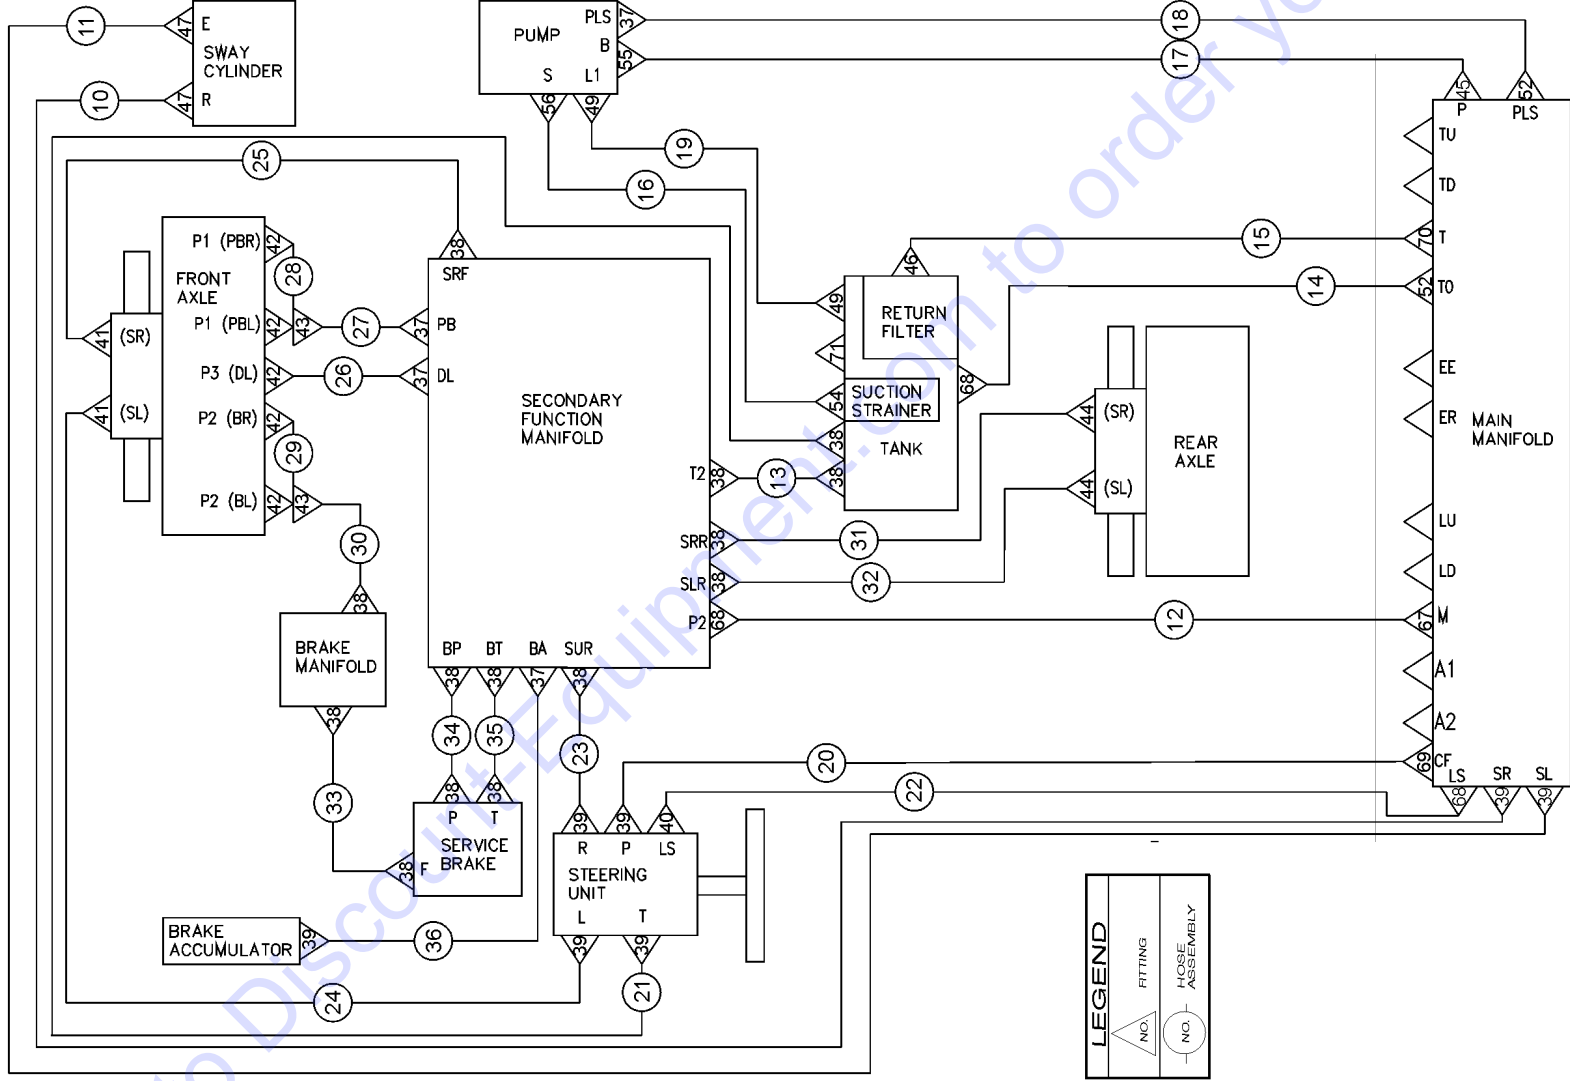 11
47
E
SWAY
CYLINDER
10
47
R
PUMP
PLS
37
B
55
S
L1
56
49
18
17
45
P
52
PLS
25
19
16
TU
TD
P1 (PBR)
42
FRONT
AXLE
28
P1 (PBL)
42
43
27
37
PB
38
SRF
41
(SR)
41
(SL)
P3 (DL)
42
26
37
DL
P2 (BR)
42
29
P2 (BL)
42
43
30
SECONDARY
FUNCTION
MANIFOLD
T2
38
13
38
SRR
38
31
SLR
38
32
P2
68
12
46
15
70
T
14
52
TO
49
RETURN
FILTER
71
54
SUCTION
STRAINER
68
38
TANK
44
(SR)
44
(SL)
REAR
AXLE
EE
ER
MAIN
MANIFOLD
LU
LD
67
M
A1
A2
69
CF
LS
SR
SL
68
39
39
38
BRAKE
MANIFOLD
38
33
BP
BT
BA
SUR
38
38
37
38
34
35
23
20
22
38
38
P
T
SERVICE
BRAKE
38
F
39
39
40
R
P
LS
STEERING
UNIT
L
T
39
39
BRAKE
ACCUMULATOR
39
36
24
21
LEGEND
NO.
FITTING
NO.
HOSE
ASSEMBLY
to Discount-Equipment.com to order yo